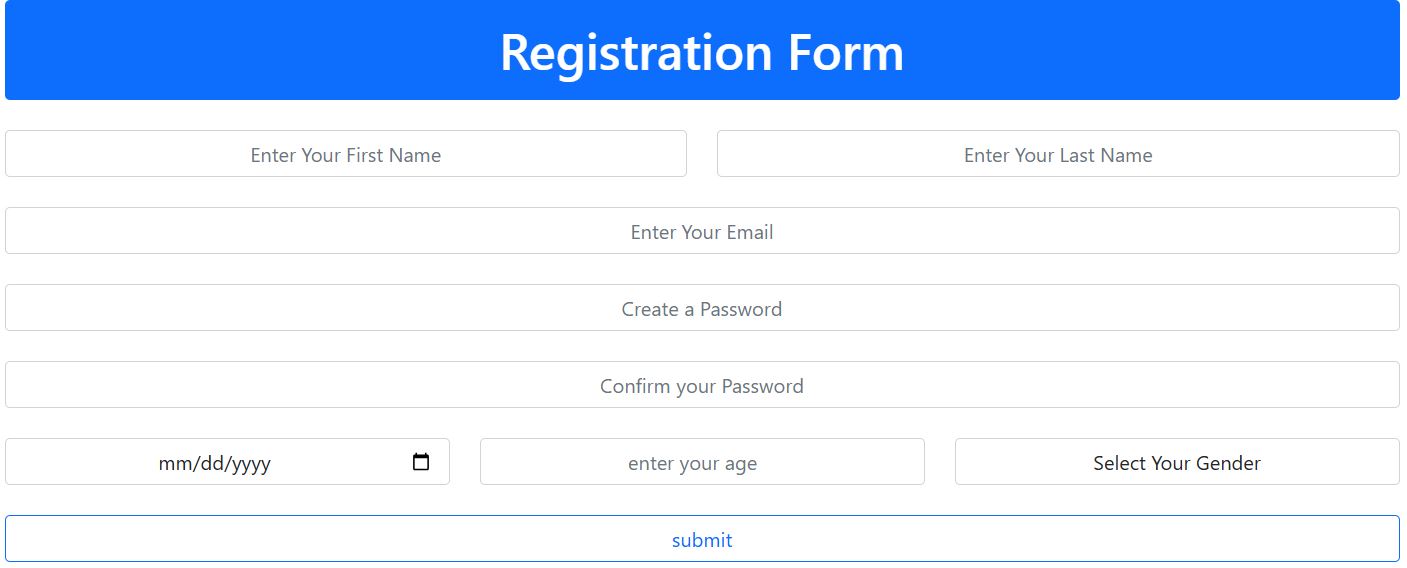 Registration Form
Enter Your First Name
Enter Your Last Name
Enter Your Email
Create a Password
Confirm your Password
mm/dd/yyyy
enter your age
Select Your Gender
submit